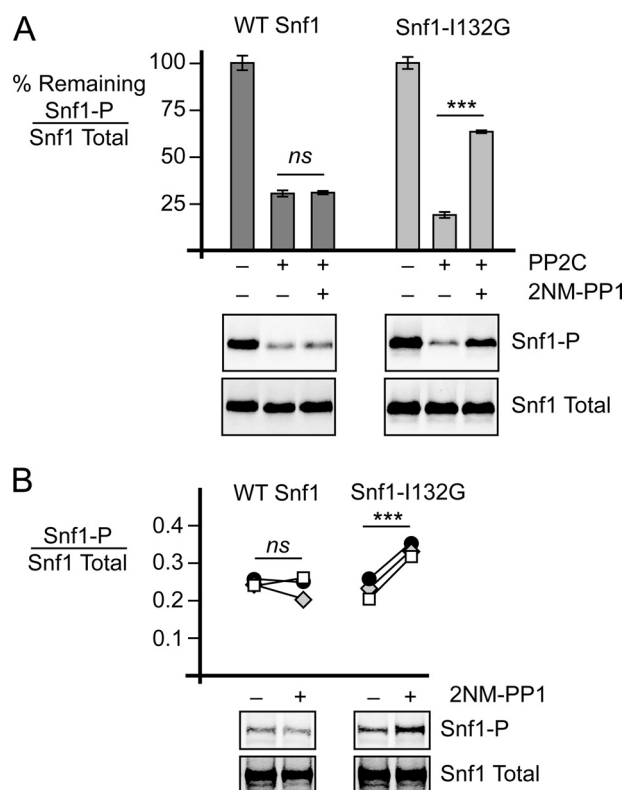 A
WT Snf1 Snf1-I132G
% Remaining
Snf1-P
Snf1 Total
100
75
50
25
ns ***
– + + – + + PP2C
– – + – – + 2NM-PP1
Snf1-P
Snf1 Total
B
WT Snf1 Snf1-I132G
Snf1-P
Snf1 Total
0.4
0.3
0.2
0.1
ns ***
– + – + 2NM-PP1
Snf1-P
Snf1 Total